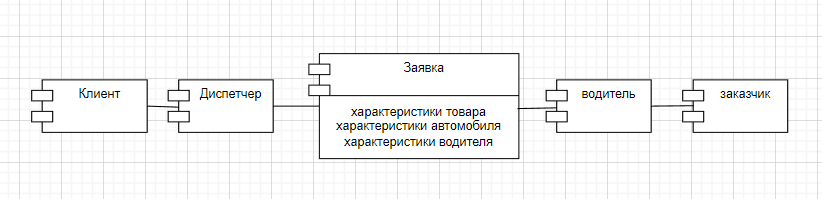 Клиент
Диспетчер
Заявка
характеристики товара
характеристики автомобиля
характеристики водителя
водитель
заказчик